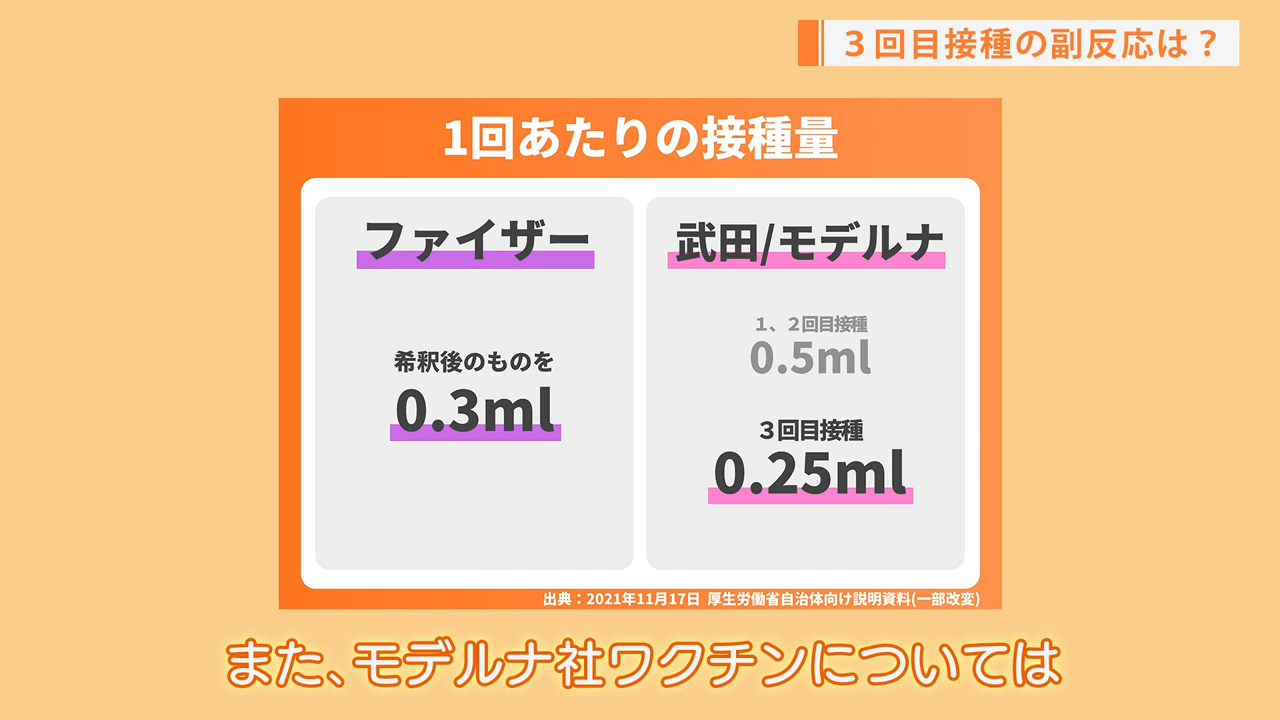 ３回目接種の副反応は？
1回あたりの接種量
ファイザー
希釈後のものを
0.3ml
武田/モデルナ
１、２回目接種
0.5ml
３回目接種
0.25ml
出典：2021年11月17日 厚生労働省自治体向け説明資料(一部改変)
また、モデルナ社ワクチンについては